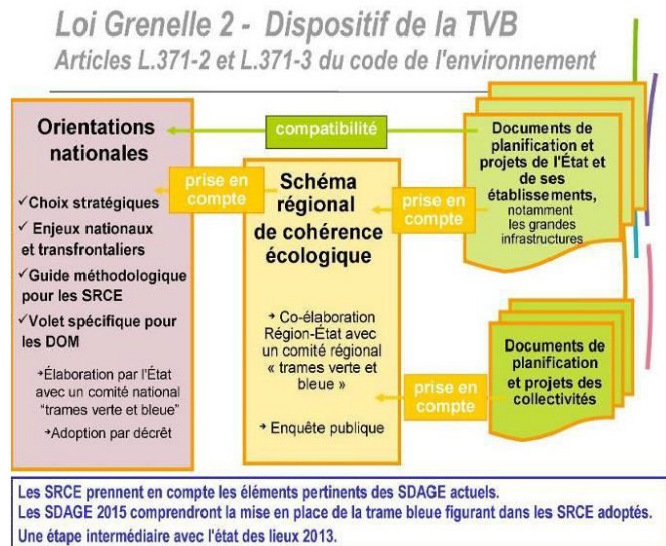 Loi Grenelle 2 - Dispositif de la TVB
Articles L.371-2 et L.371-3 du code de l'environnement
Orientations
nationales
✓Choix stratégiques
✓ Enjeux nationaux
et transfrontaliers
✓Guide méthodologique
pour les SRCE
✓Volet spécifique pour
les DOM
→Élaboration par l'État
avec un comité national
"trames verte et bleue"
→Adoption par décrêt
compatibilité
prise en
compte
Schéma
régional
de cohérence
écologique
→ Co-élaboration
Région-État avec
un comité régional
« trames verte et
bleue »
→ Enquête publique
prise en
compte
Documents de
planification et
projets de l'État et
de ses
établissements,
notamment
les grandes
infrastructures
prise en
compte
Documents de
planification
et projets des
collectivités
Les SRCE prennent en compte les éléments pertinents des SDAGE actuels.
Les SDAGE 2015 comprendront la mise en place de la trame bleue figurant dans les SRCE adoptés.
Une étape intermédiaire avec l'état des lieux 2013.